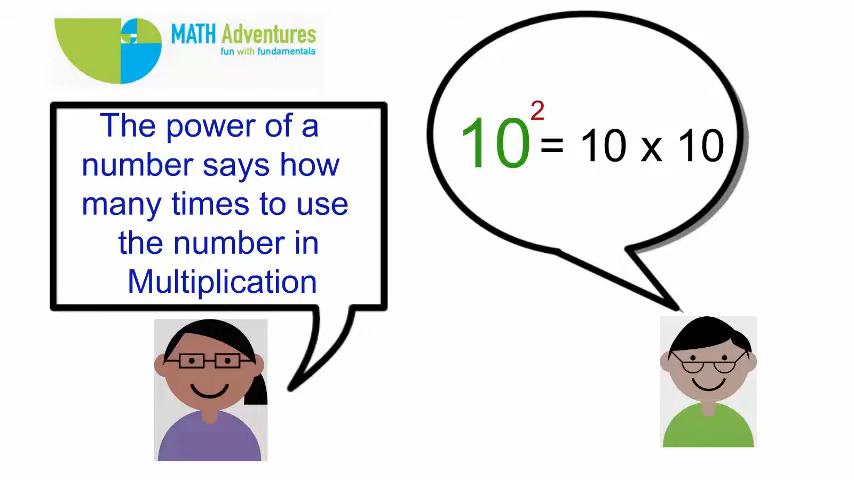 MATH Adventures
fun with fundamentals
The power of a
number says how
many times to use
the number in
Multiplication
10² = 10 x 10